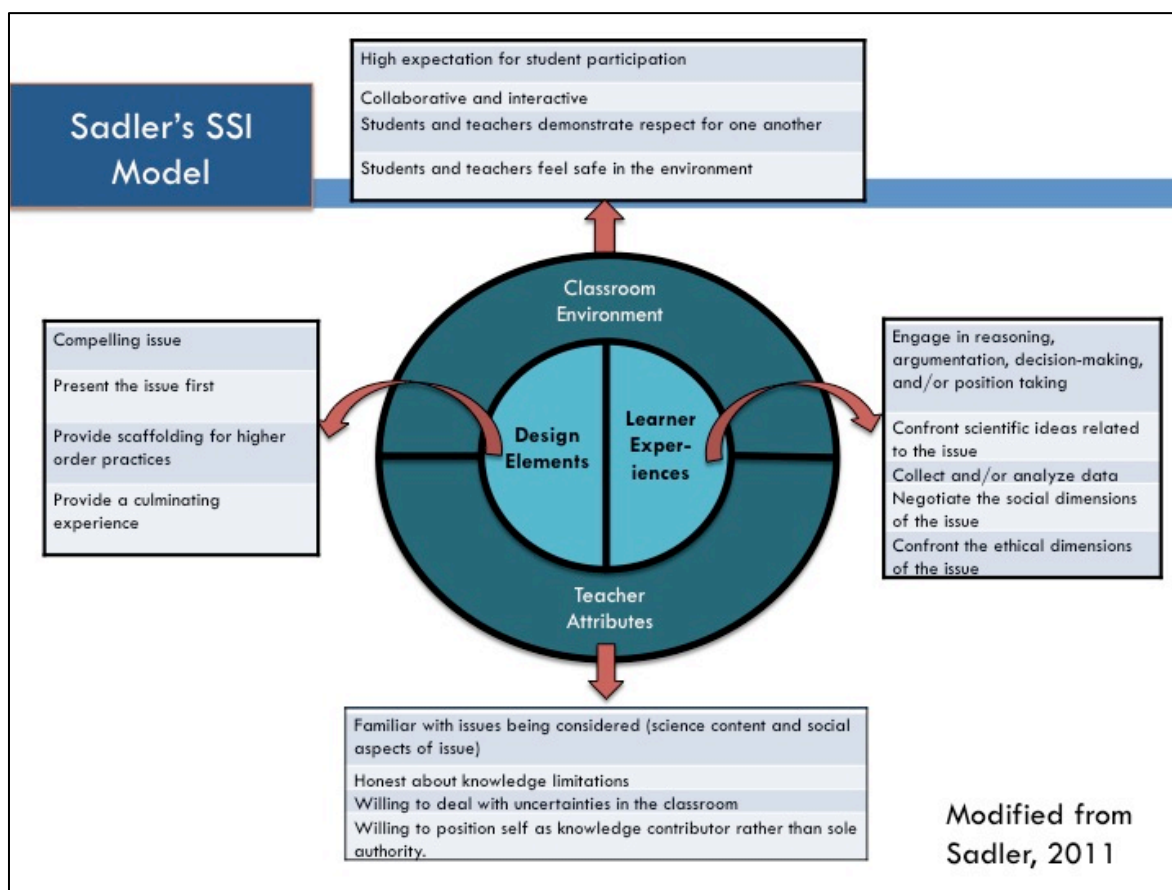 Sadler's SSI
Model
High expectation for student participation
Collaborative and interactive
Students and teachers demonstrate respect for one another
Students and teachers feel safe in the environment
Classroom
Environment
Compelling issue
Present the issue first
Provide scaffolding for higher
order practices
Provide a culminating
experience
Design
Elements
Learner
Exper-
iences
Engage in reasoning,
argumentation, decision-making,
and/or position taking
Confront scientific ideas related
to the issue
Collect and/or analyze data
Negotiate the social dimensions
of the issue
Confront the ethical dimensions
of the issue
Teacher
Attributes
Familiar with issues being considered (science content and social
aspects of issue)
Honest about knowledge limitations
Willing to deal with uncertainties in the classroom
Willing to position self as knowledge contributor rather than sole
authority.
Modified from
Sadler, 2011